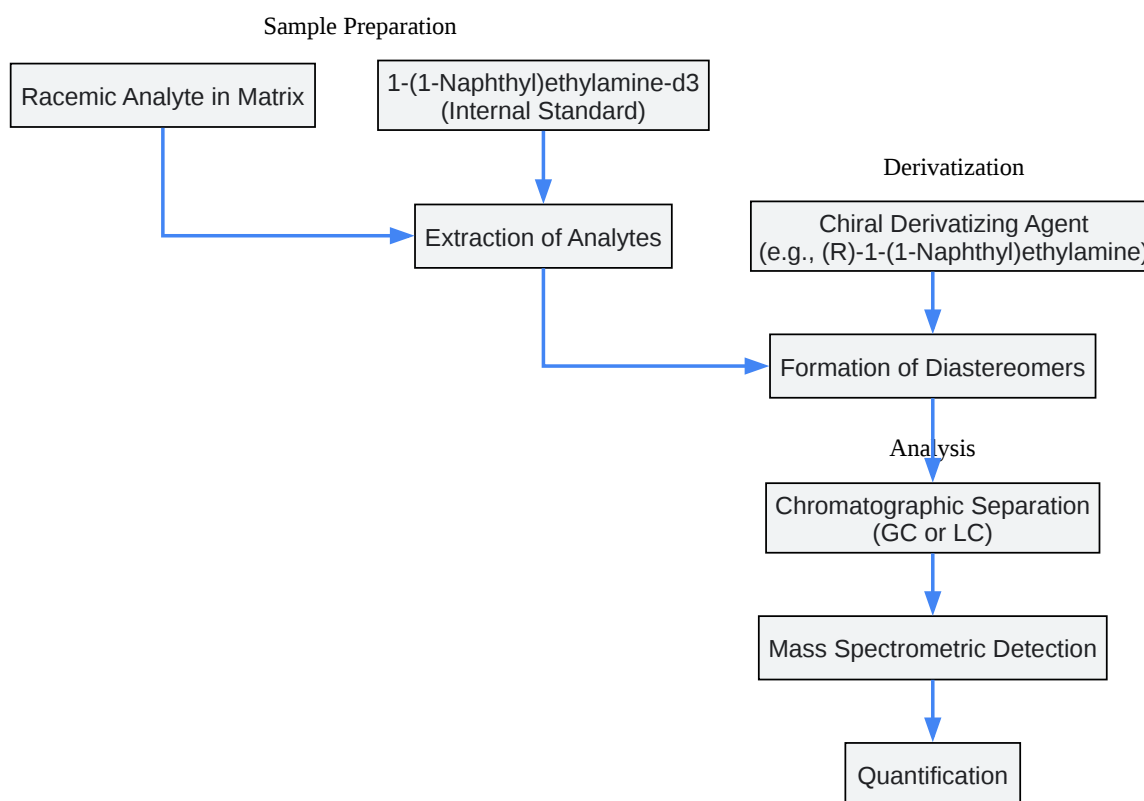 Sample Preparation
Racemic Analyte in Matrix
1-(1-Naphthyl)ethylamine-d3
(Internal Standard)
Extraction of Analytes
Derivatization
Chiral Derivatizing Agent
(e.g., (R)-1-(1-Naphthyl)ethylamine)
Formation of Diastereomers
Analysis
Chromatographic Separation
(GC or LC)
Mass Spectrometric Detection
Quantification